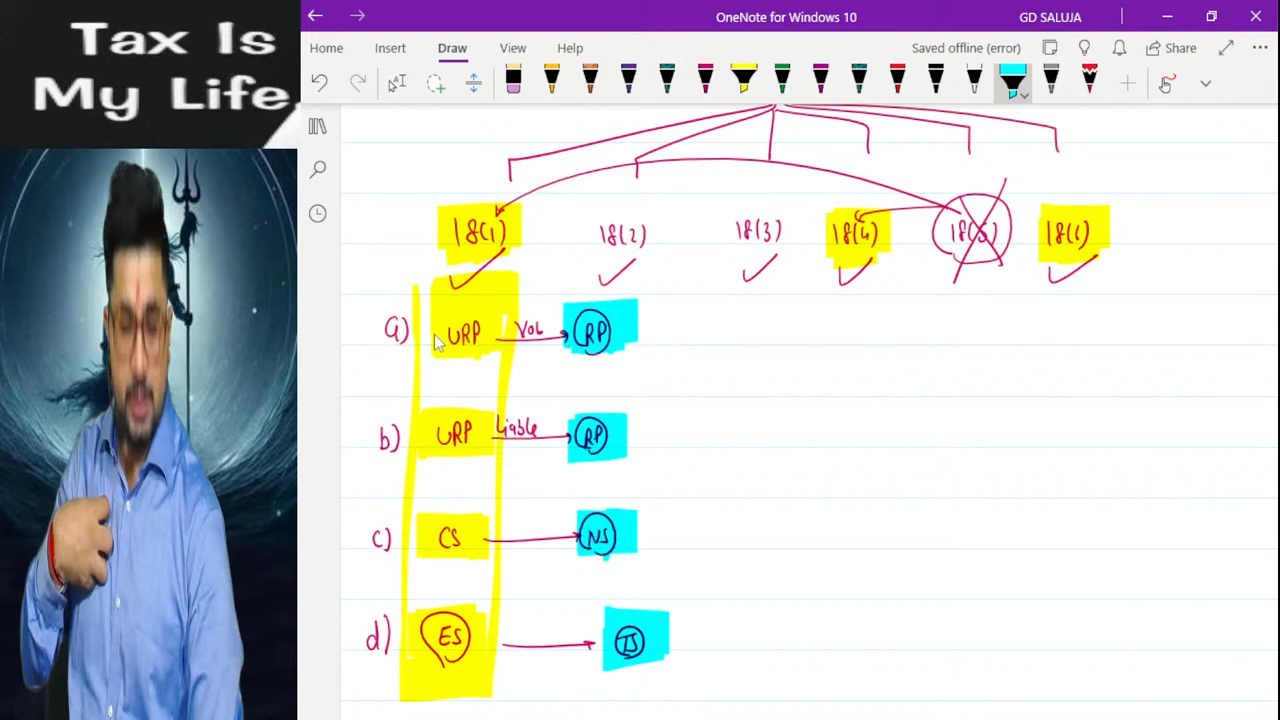 Tax Is
My Life,
OneNote for Windows 10
GD SALUJA
Home Insert Draw View Help
Saved offline (error)
Share
18(1) 18(2) 18(3) 18(4) 18(5) 18(6)
a) URP Vol RP
b) URP Liable RP
c) CS NS
d) ES TS